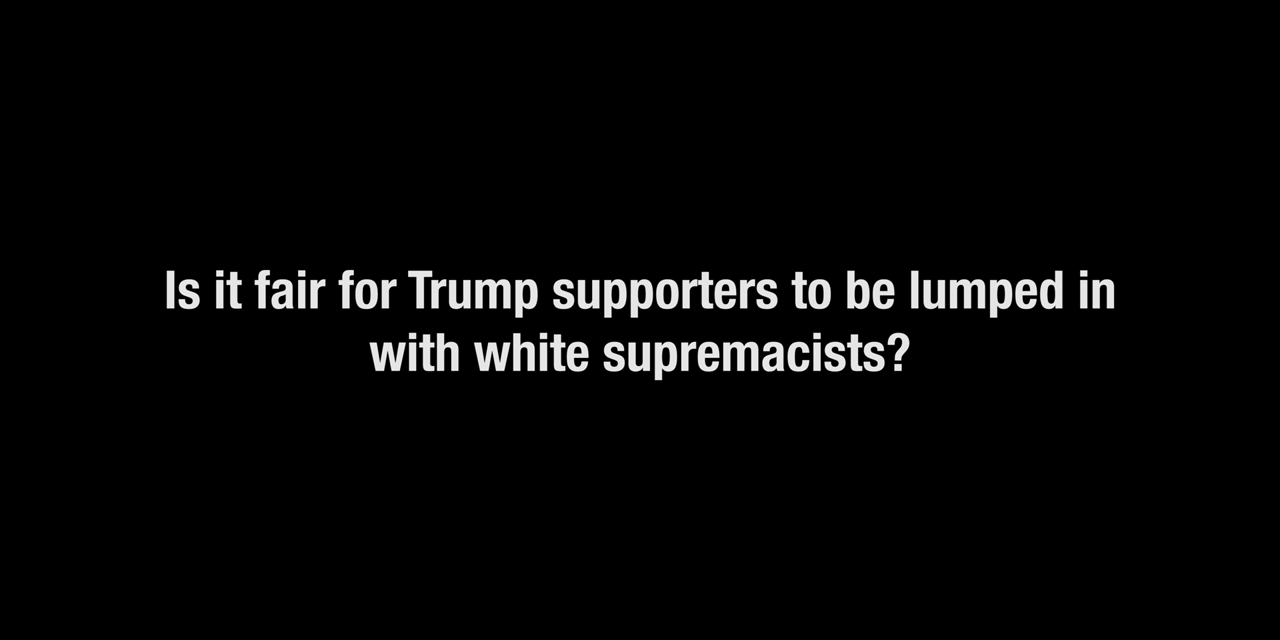 Is it fair for Trump supporters to be lumped in
with white supremacists?